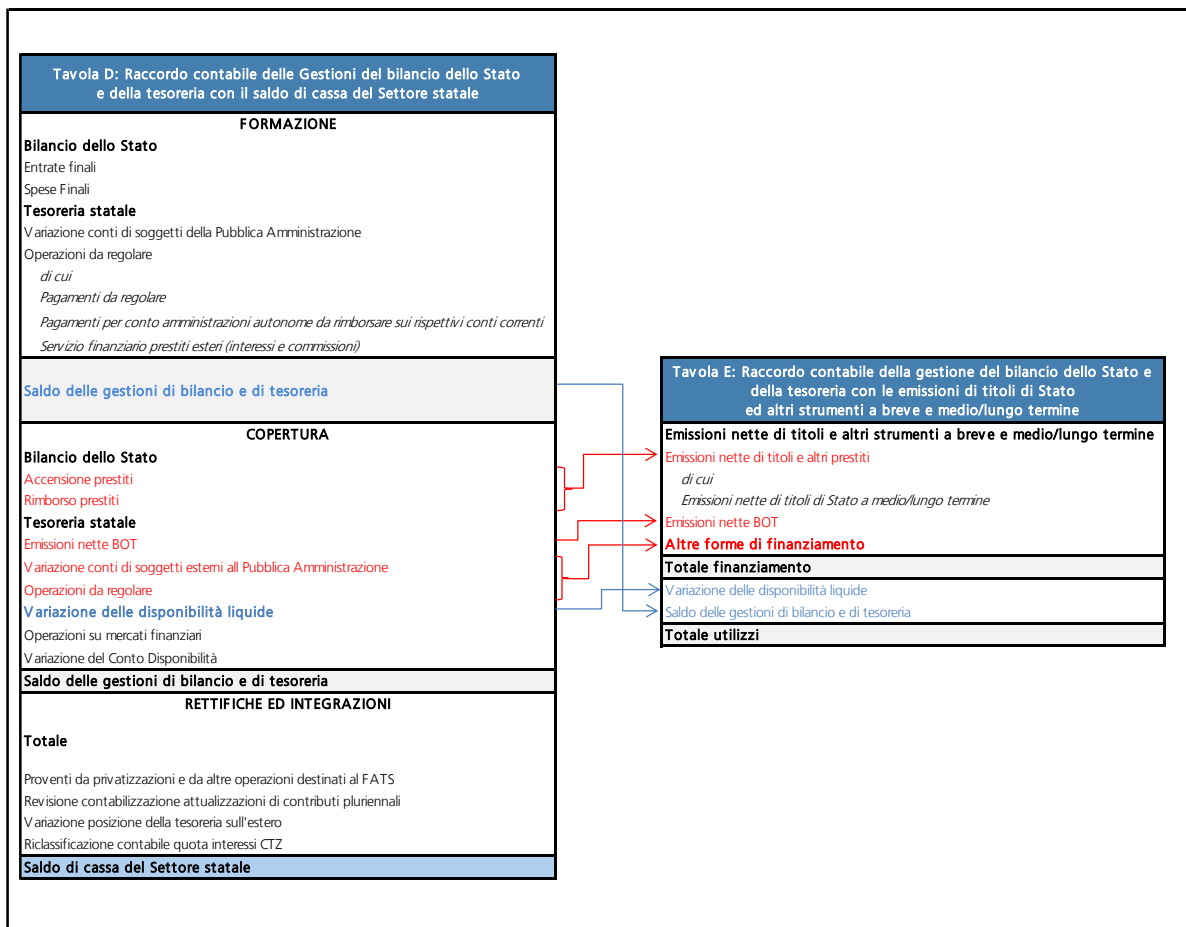 Tavola D: Raccordo contabile delle Gestioni del bilancio dello Stato
e della tesoreria con il saldo di cassa del Settore statale
FORMAZIONE
Bilancio dello Stato
Entrate finali
Spese Finali
Tesoreria statale
Variazione conti di soggetti della Pubblica Amministrazione
Operazioni da regolare
di cui
Pagamenti da regolare
Pagamenti per conto amministrazioni autonome da rimborsare sui rispettivi conti correnti
Servizio finanziario prestiti esteri (interessi e commissioni)
Saldo delle gestioni di bilancio e di tesoreria
COPERTURA
Bilancio dello Stato
Accensione prestiti
Rimborso prestiti
Tesoreria statale
Emissioni nette BOT
Variazione conti di soggetti esterni all Pubblica Amministrazione
Operazioni da regolare
Variazione delle disponibilità liquide
Operazioni su mercati finanziari
Variazione del Conto Disponibilità
Saldo delle gestioni di bilancio e di tesoreria
RETTIFICHE ED INTEGRAZIONI
Totale
Proventi da privatizzazioni e da altre operazioni destinati al FATS
Revisione contabilizzazione attualizzazioni di contributi pluriennali
Variazione posizione della tesoreria sull'estero
Riclassificazione contabile quota interessi CTZ
Saldo di cassa del Settore statale
Tavola E: Raccordo contabile della gestione del bilancio dello Stato e
della tesoreria con le emissioni di titoli di Stato
ed altri strumenti a breve e medio/lungo termine
Emissioni nette di titoli e altri strumenti a breve e medio/lungo termine
Emissioni nette di titoli e altri prestiti
di cui
Emissioni nette di titoli di Stato a medio/lungo termine
Emissioni nette BOT
Altre forme di finanziamento
Totale finanziamento
Variazione delle disponibilità liquide
Saldo delle gestioni di bilancio e di tesoreria
Totale utilizzi